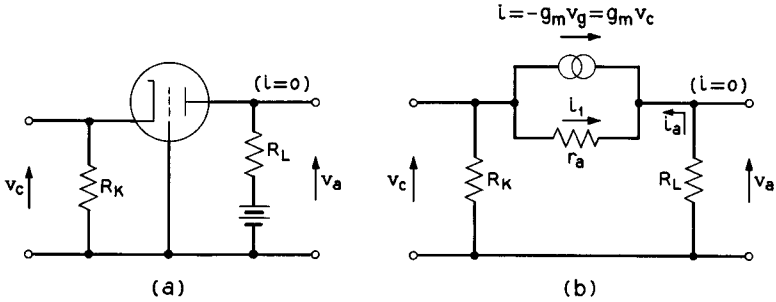 i=-gmvg=gmvc
(i=o)
vc
RK
RL
va
(a)
(i=o)
i1
ia
ra
vc
RK
RL
va
(b)